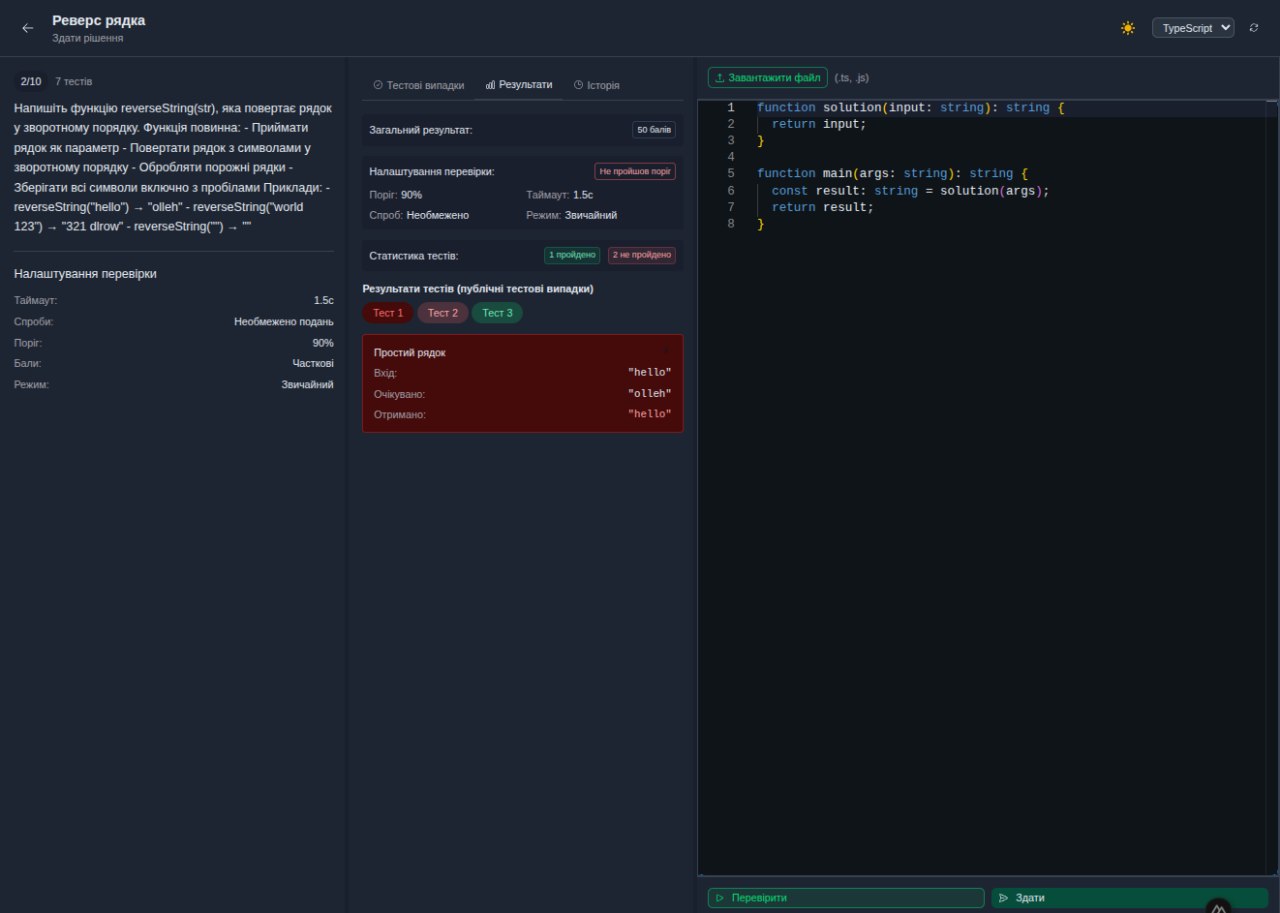 Реверс рядка
Здати рішення
TypeScript
2/10 7 тестів
Напишіть функцію reverseString(str), яка повертає рядок
у зворотному порядку. Функція повинна: - Приймати
рядок як параметр - Повертати рядок з символами у
зворотному порядку - Обробляти порожні рядки -
Зберігати всі символи включно з пробілами Приклади: -
reverseString("hello") → "olleh" - reverseString("world
123") → "321 dlrow" - reverseString("") → ""
Налаштування перевірки
Таймаут: 1.5с
Спроби: Необмежено подань
Поріг: 90%
Бали: Часткові
Режим: Звичайний
Тестові випадки Результати Історія
Загальний результат: 50 балів
Налаштування перевірки: Не пройшов поріг
Поріг: 90% Таймаут: 1.5с
Спроб: Необмежено Режим: Звичайний
Статистика тестів: 1 пройдено 2 не пройдено
Результати тестів (публічні тестові випадки)
Тест 1 Тест 2 Тест 3
Простий рядок
Вхід: "hello"
Очікувано: "olleh"
Отримано: "hello"
Завантажити файл (.ts, .js)
1 function solution(input: string): string {
2 return input;
3 }
4
5 function main(args: string): string {
6 const result: string = solution(args);
7 return result;
8 }
Перевірити Здати